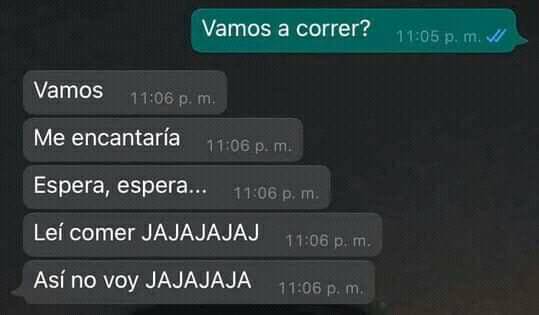 Vamos a correr? 11:05 p. m.
Vamos 11:06 p. m.
Me encantaría 11:06 p. m.
Espera, espera... 11:06 p. m.
Leí comer JAJAJAJAJ 11:06 p. m.
Así no voy JAJAJAJA 11:06 p. m.